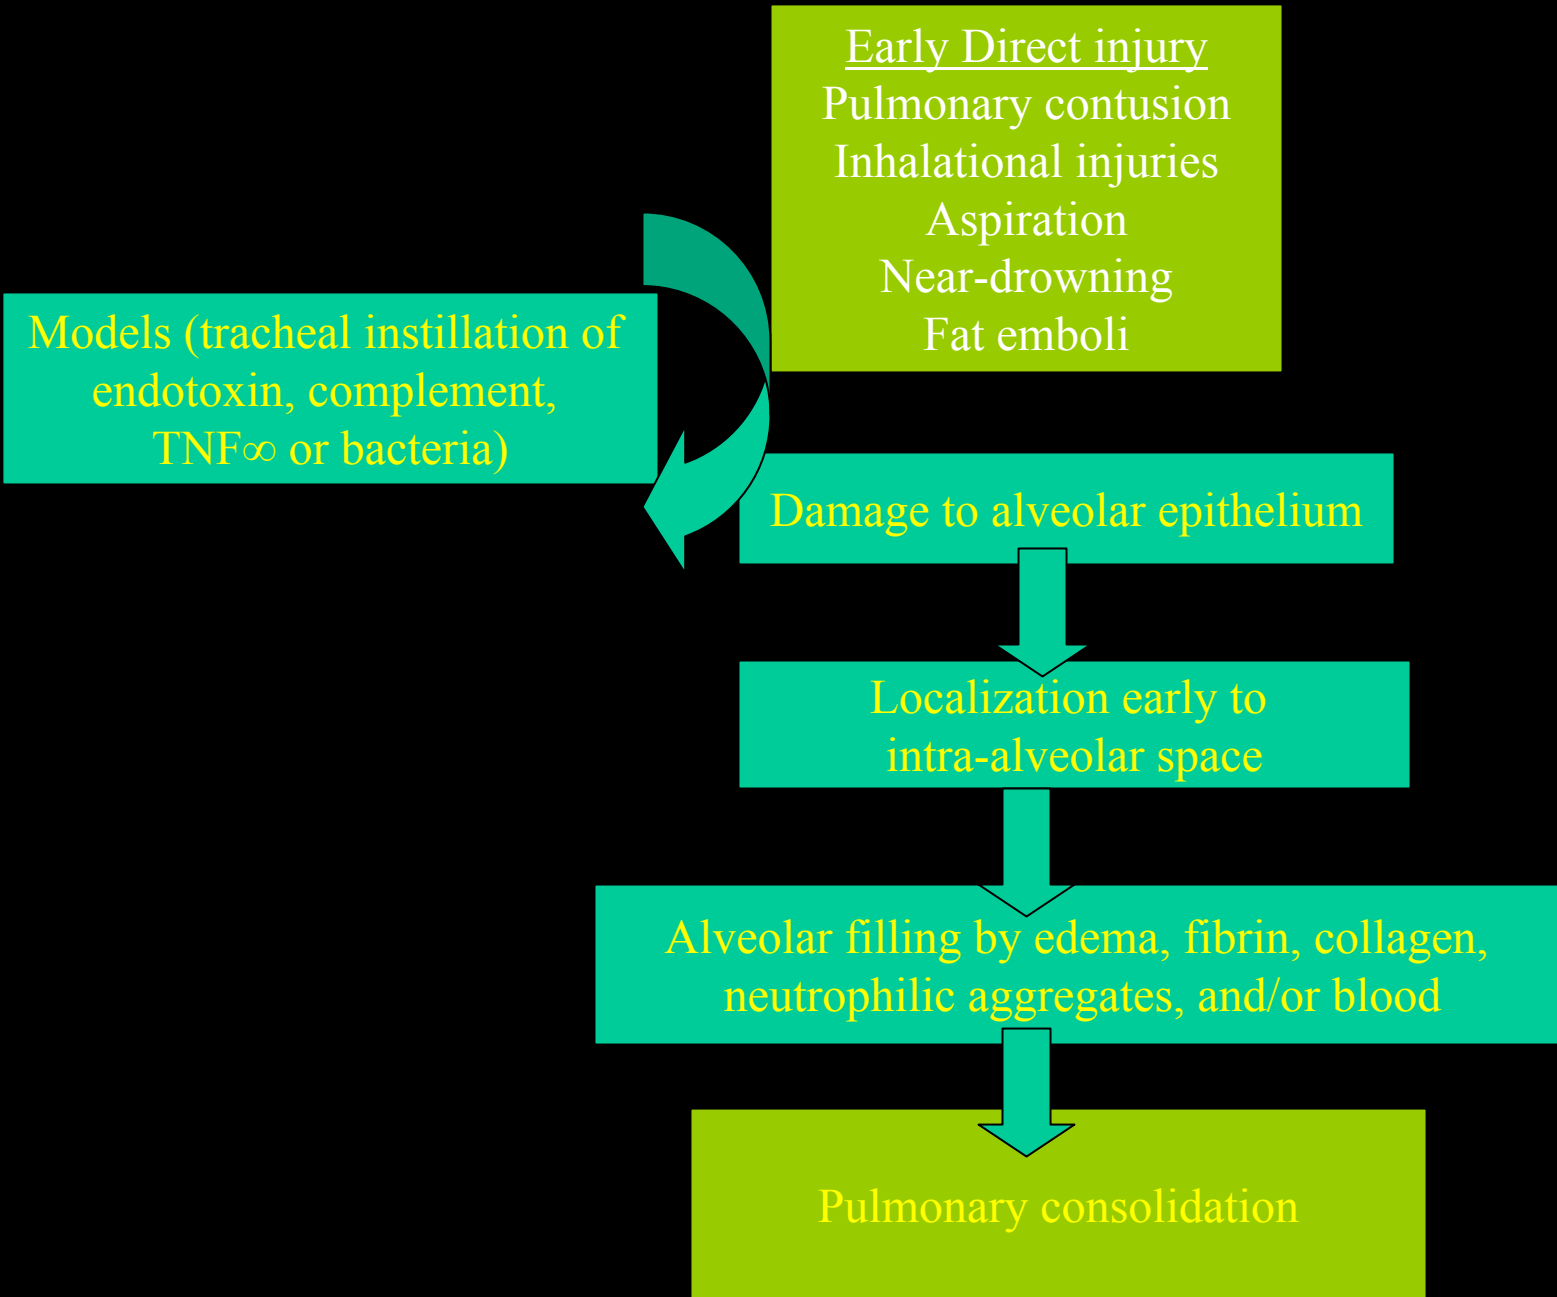 Early Direct injury
Pulmonary contusion
Inhalational injuries
Aspiration
Near-drowning
Fat emboli
Models (tracheal instillation of
endotoxin, complement,
TNF∞ or bacteria)
Damage to alveolar epithelium
Localization early to
intra-alveolar space
Alveolar filling by edema, fibrin, collagen,
neutrophilic aggregates, and/or blood
Pulmonary consolidation